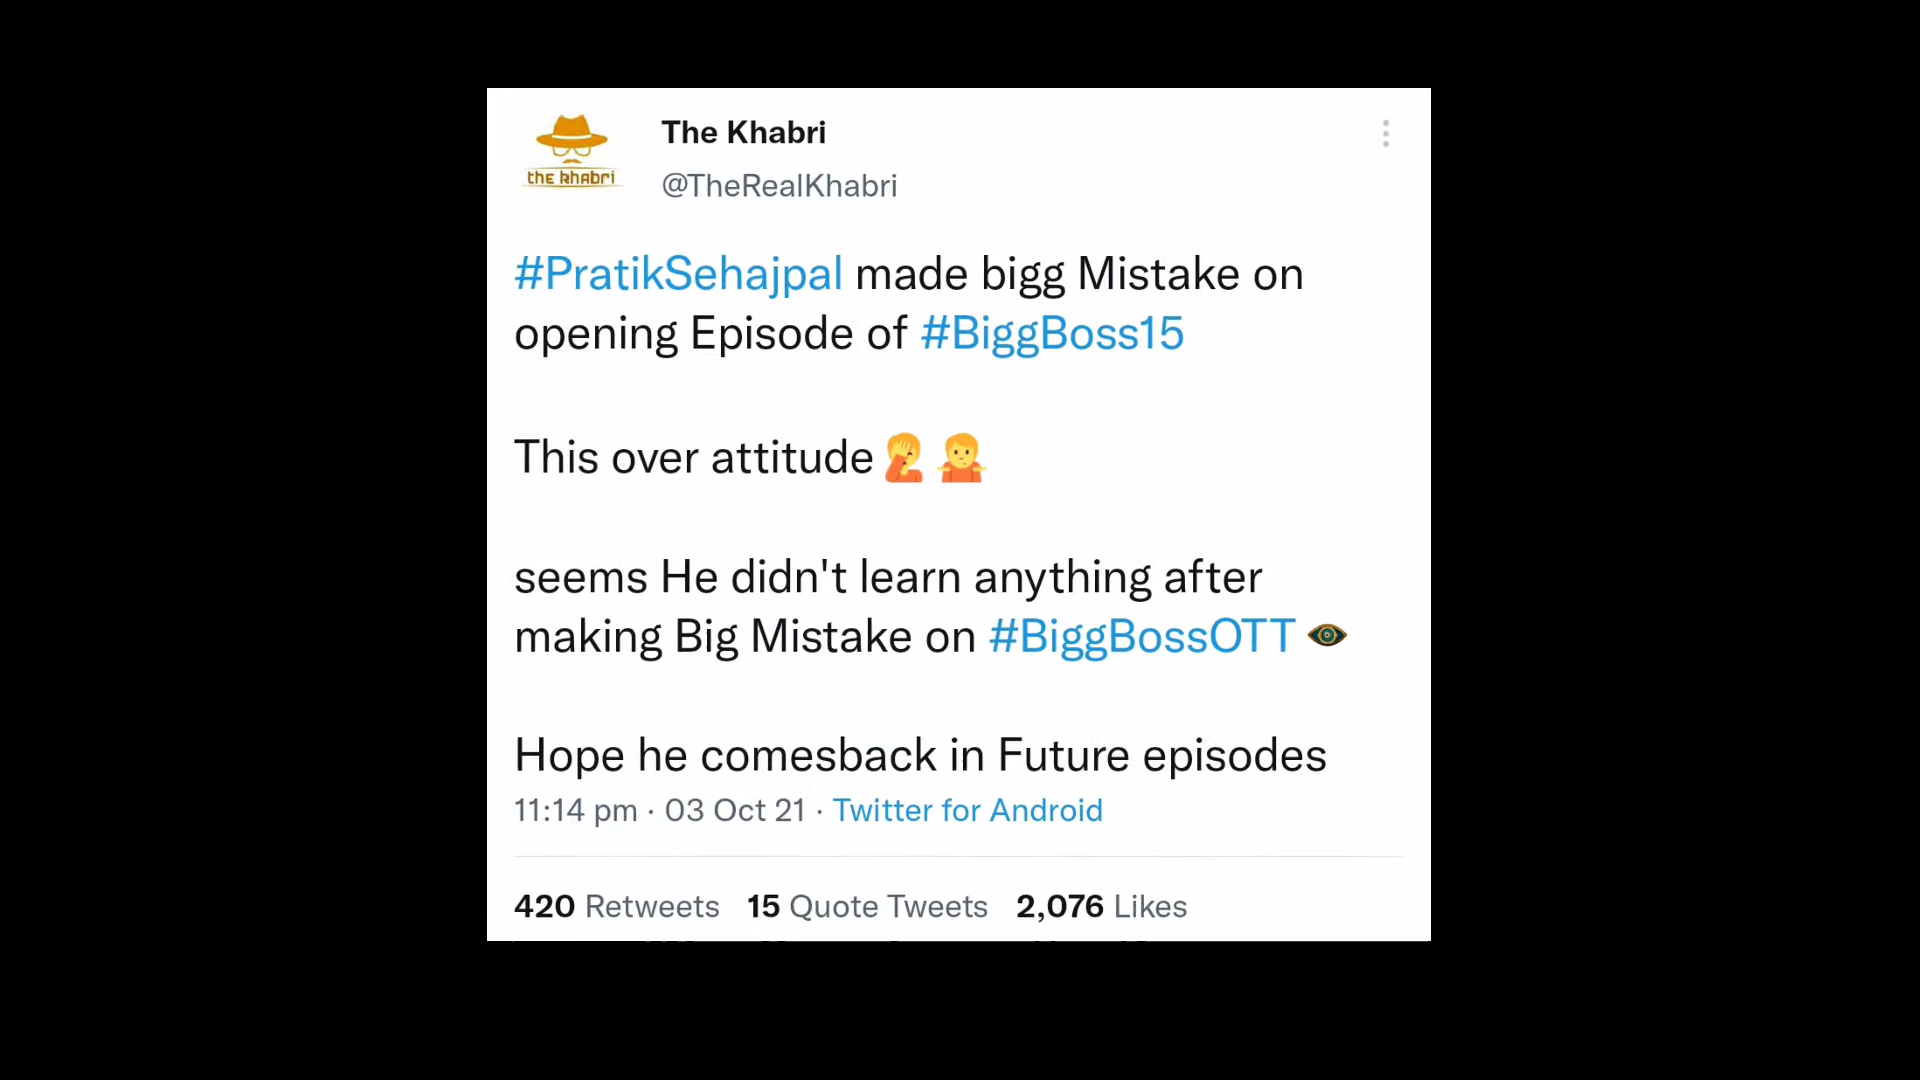 The Khabri
the khabri
@TheRealKhabri
#PratikSehajpal made bigg Mistake on
opening Episode of #BiggBoss15
This over attitude🤦🤷
seems He didn't learn anything after
making Big Mistake on #BiggBossOTT
Hope he comesback in Future episodes
11:14 pm · 03 Oct 21 · Twitter for Android
420 Retweets 15 Quote Tweets 2,076 Likes